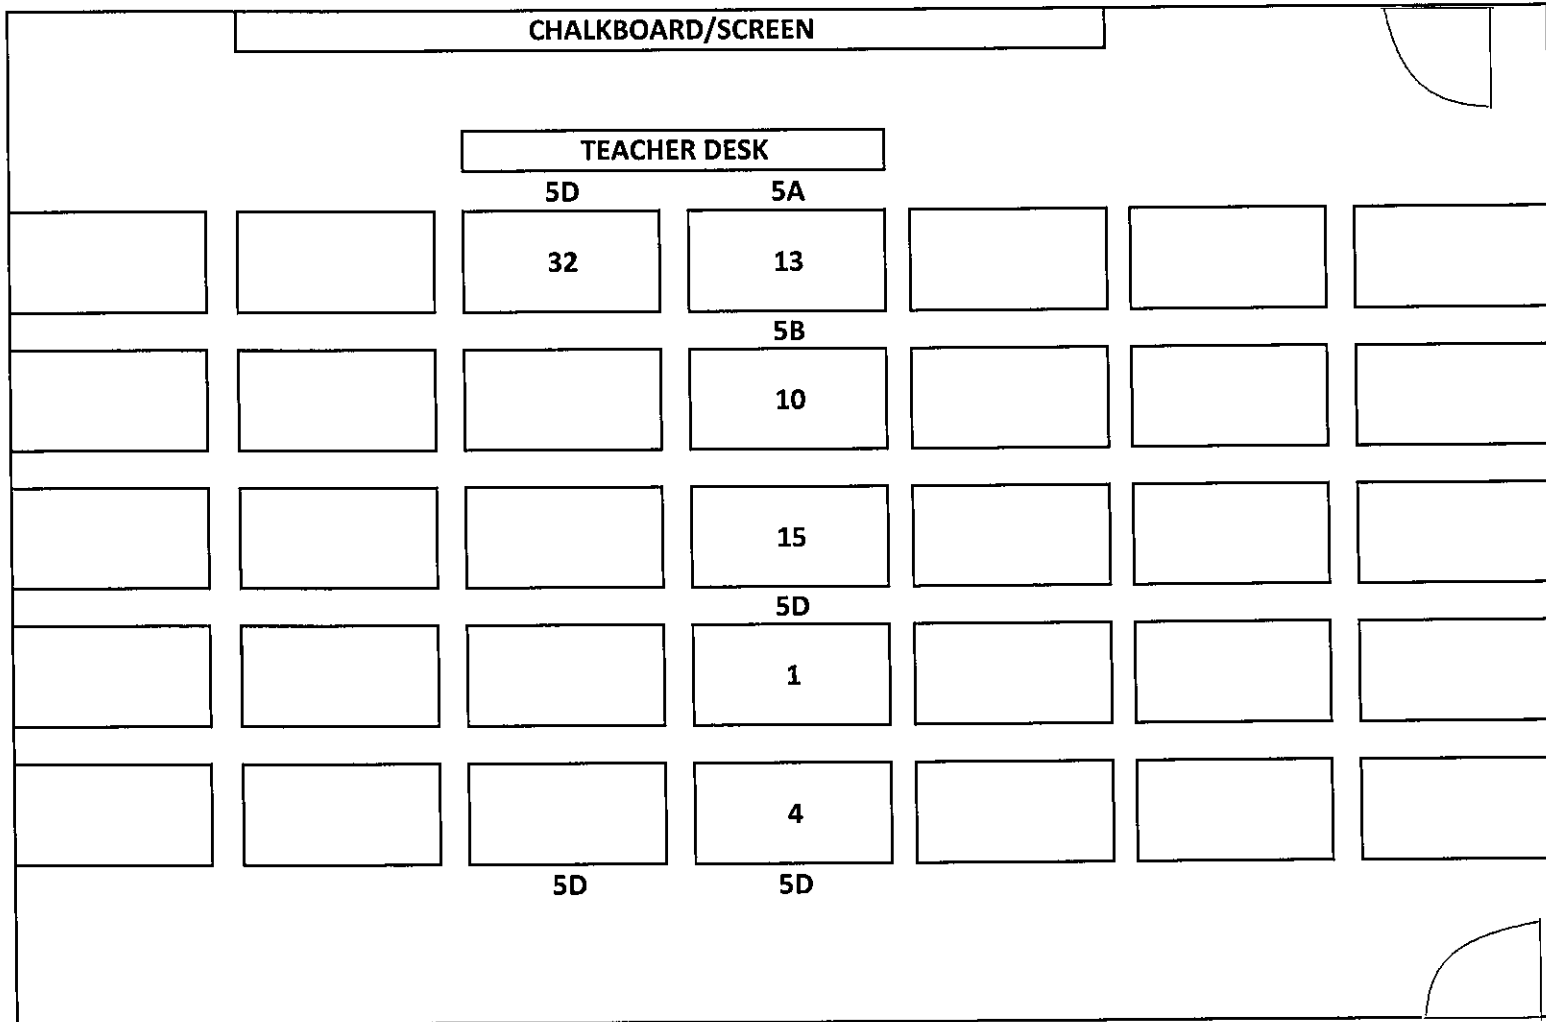 CHALKBOARD/SCREEN
TEACHER DESK
5D 5A
32 13
5B
10
15
5D
1
4
5D 5D